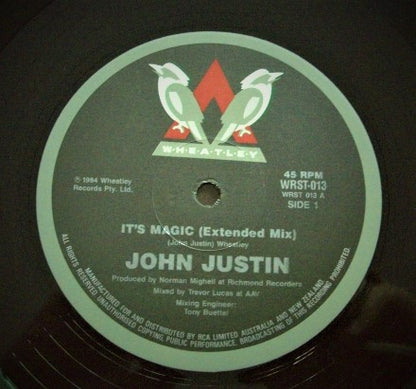 WHEATLEY
℗ 1984 Wheatley
Records Pty. Ltd.
45 RPM
WRST-013
WRST 013 A
SIDE 1
IT'S MAGIC (Extended Mix)
(John Justin) Wheatley
JOHN JUSTIN
Produced by Norman Mighell at Richmond Recorders
Mixed by Trevor Lucas at AAV
Mixing Engineer:
Tony Buettel
MANUFACTURED FOR AND DISTRIBUTED BY RCA LIMITED AUSTRALIA AND NEW ZEALAND.
ALL RIGHTS RESERVED. UNAUTHORISED COPYING, PUBLIC PERFORMANCE, BROADCASTING OF THIS RECORDING PROHIBITED.